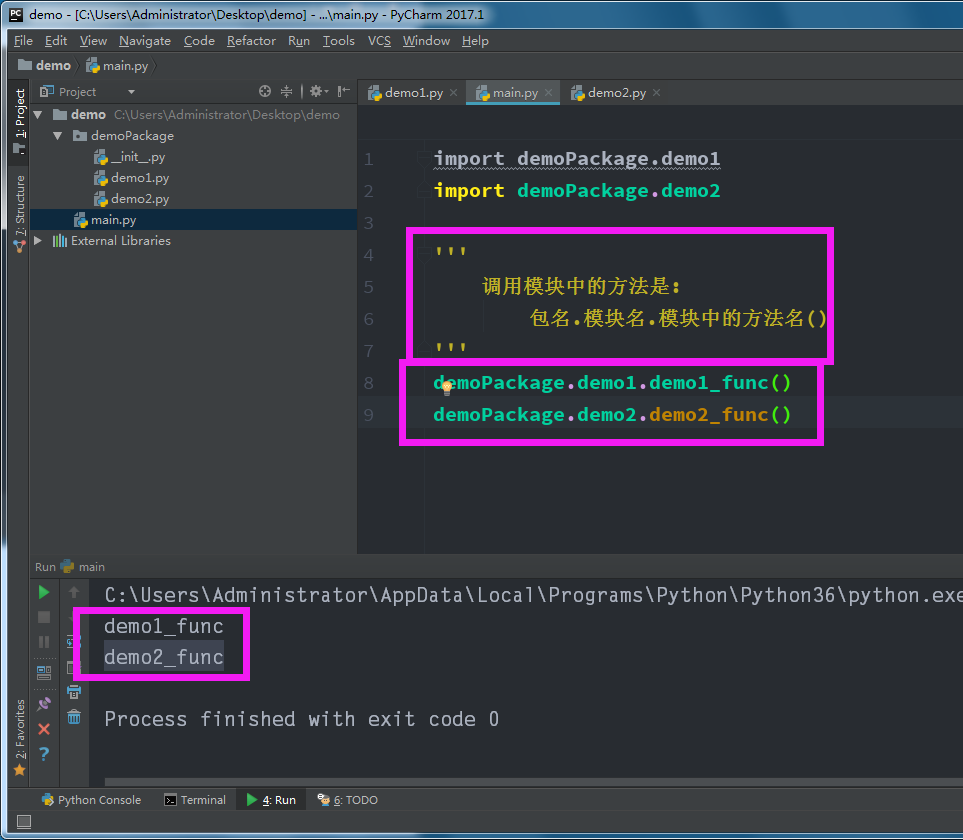 demo - [C:\Users\Administrator\Desktop\demo] - ...\main.py - PyCharm 2017.1
File Edit View Navigate Code Refactor Run Tools VCS Window Help
demo main.py
1: Project
7: Structure
2: Favorites
Project
demo C:\Users\Administrator\Desktop\demo
demoPackage
__init__.py
demo1.py
demo2.py
main.py
External Libraries
demo1.py main.py demo2.py
1 import demoPackage.demo1
2 import demoPackage.demo2
3
4 '''
5 调用模块中的方法是：
6 包名.模块名.模块中的方法名()
7 '''
8 demoPackage.demo1.demo1_func()
9 demoPackage.demo2.demo2_func()
Run main
C:\Users\Administrator\AppData\Local\Programs\Python\Python36\python.exe
demo1_func
demo2_func
Process finished with exit code 0
Python Console Terminal 4: Run 6: TODO